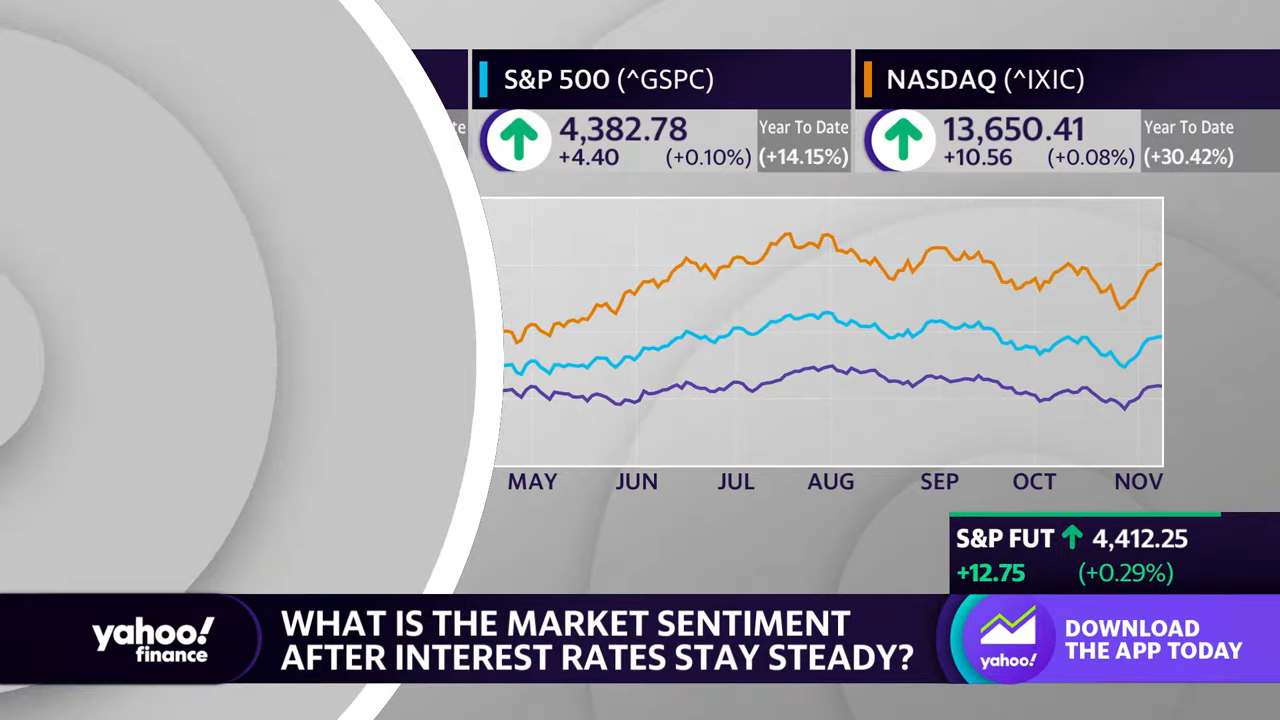 S&P 500 (^GSPC)
4,382.78
+4.40 (+0.10%)
Year To Date
(+14.15%)
NASDAQ (^IXIC)
13,650.41
+10.56 (+0.08%)
Year To Date
(+30.42%)
MAY JUN JUL AUG SEP OCT NOV
S&P FUT 4,412.25
+12.75 (+0.29%)
yahoo!
finance
WHAT IS THE MARKET SENTIMENT
AFTER INTEREST RATES STAY STEADY?
yahoo!
DOWNLOAD
THE APP TODAY